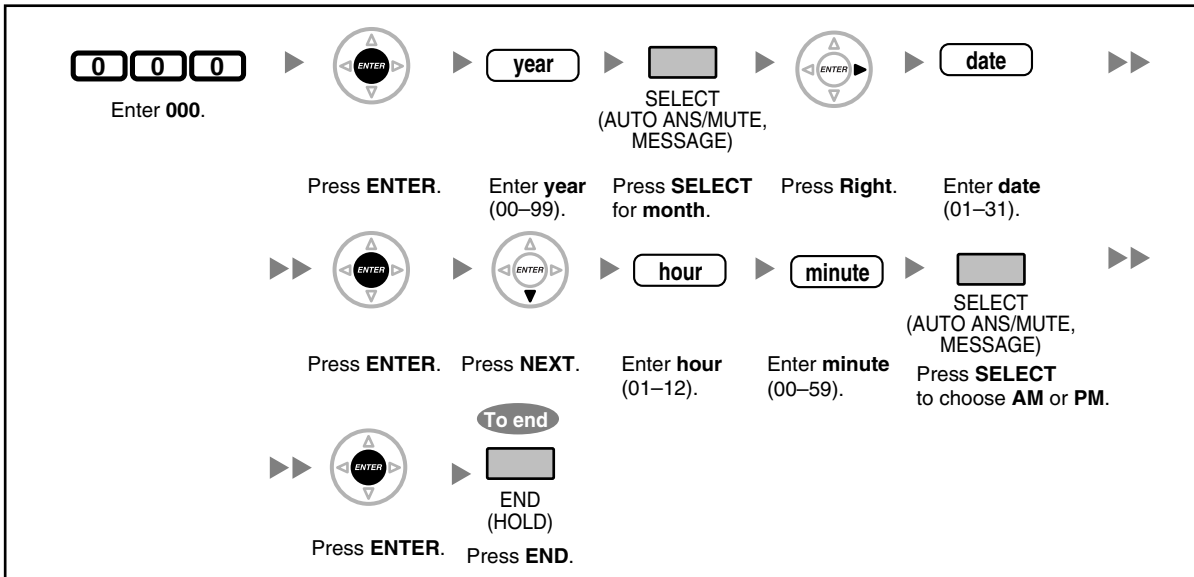 0 0 0
ENTER
year
ENTER
date
SELECT
(AUTO ANS/MUTE,
MESSAGE)
Enter 000.
Press ENTER.
Enter year
(00–99).
Press SELECT
for month.
Press Right.
Enter date
(01–31).
ENTER
ENTER
hour
minute
SELECT
(AUTO ANS/MUTE,
MESSAGE)
Press ENTER.
Press NEXT.
Enter hour
(01–12).
Enter minute
(00–59).
Press SELECT
to choose AM or PM.
To end
ENTER
END
(HOLD)
Press ENTER.
Press END.